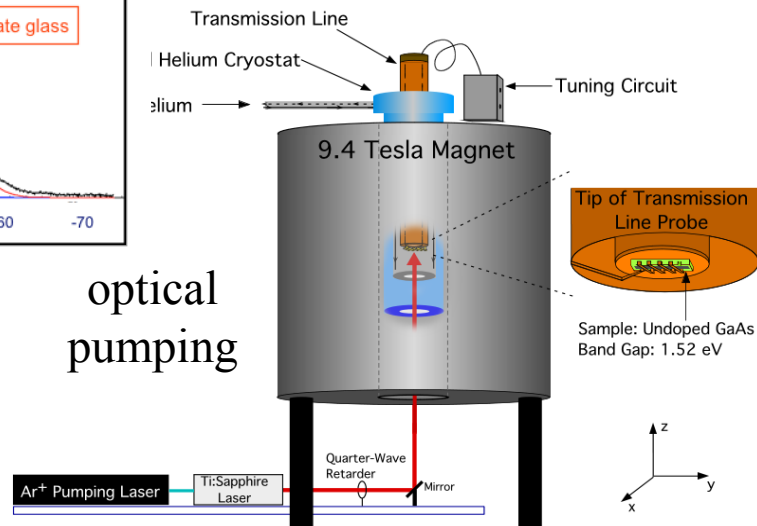 ate glass
60 -70
optical
pumping
Transmission Line
Helium Cryostat
elium
Tuning Circuit
9.4 Tesla Magnet
Tip of Transmission
Line Probe
Sample: Undoped GaAs
Band Gap: 1.52 eV
Quarter-Wave
Retarder
Mirror
Ar+ Pumping Laser
Ti:Sapphire
Laser
z
y
x